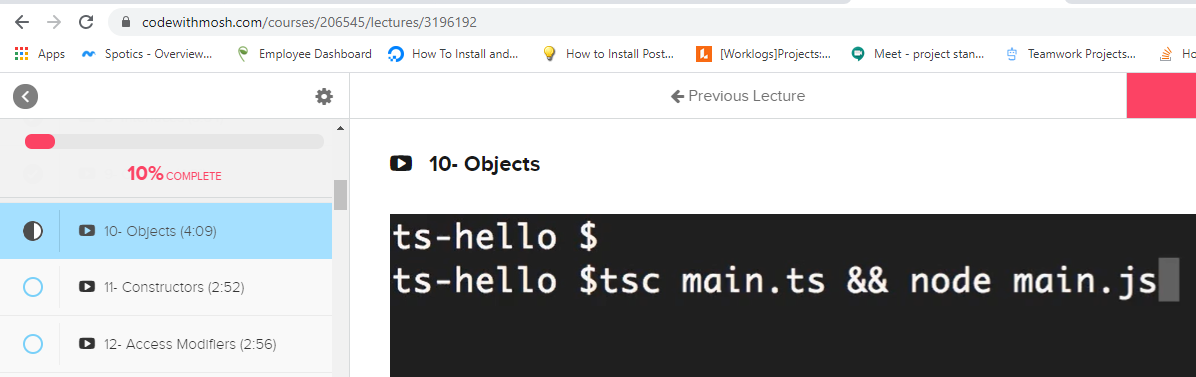 codewithmosh.com/courses/206545/lectures/3196192
Apps Spotics - Overview... Employee Dashboard How To Install and... How to Install Post... [Worklogs]Projects:... Meet - project stan... Teamwork Projects... Ho
Previous Lecture
10% COMPLETE
10- Objects
10- Objects (4:09)
11- Constructors (2:52)
12- Access Modifiers (2:56)
ts-hello $
ts-hello $tsc main.ts && node main.js